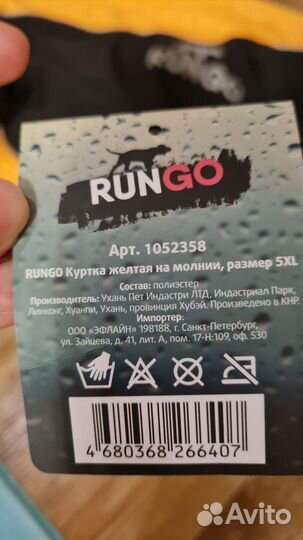 RUNGO
RUNGO
Арт. 1052358
RUNGO Куртка желтая на молнии, размер 5XL
Состав: полиэстер
Производитель: Ухань Пет Индастри ЛТД, Индастриал Парк,
Линконг, Хуанпи, Ухань, провинция Хубэй. Произведено в КНР.
Импортер:
ООО «ЭФЛАЙН» 198188, г. Санкт-Петербург,
ул. Зайцева, д. 41, лит. А, пом. 17-Н:109, оф. 530
4 680368 266407
Avito